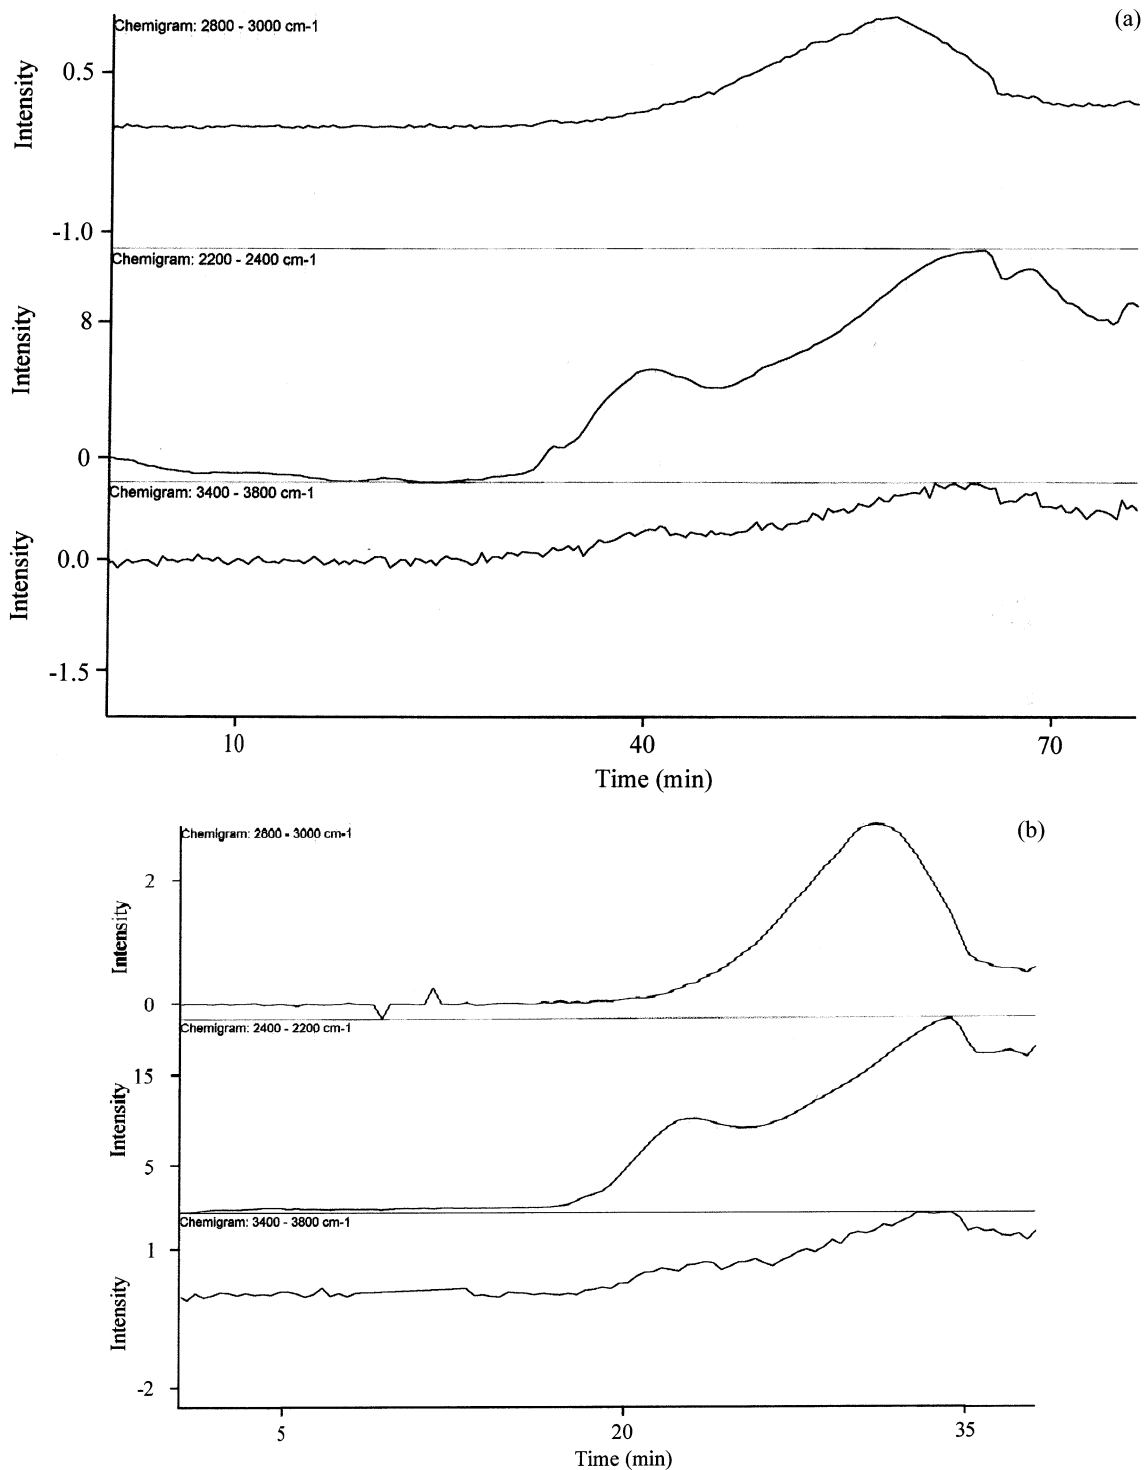 (a)
Chemigram: 2800 - 3000 cm-1
Intensity
0.5
-1.0
Chemigram: 2200 - 2400 cm-1
Intensity
8
0
Chemigram: 3400 - 3800 cm-1
Intensity
0.0
-1.5
10 40 70
Time (min)
(b)
Chemigram: 2800 - 3000 cm-1
Intensity
2
0
Chemigram: 2400 - 2200 cm-1
Intensity
15
5
Chemigram: 3400 - 3800 cm-1
Intensity
1
-2
5 20 35
Time (min)